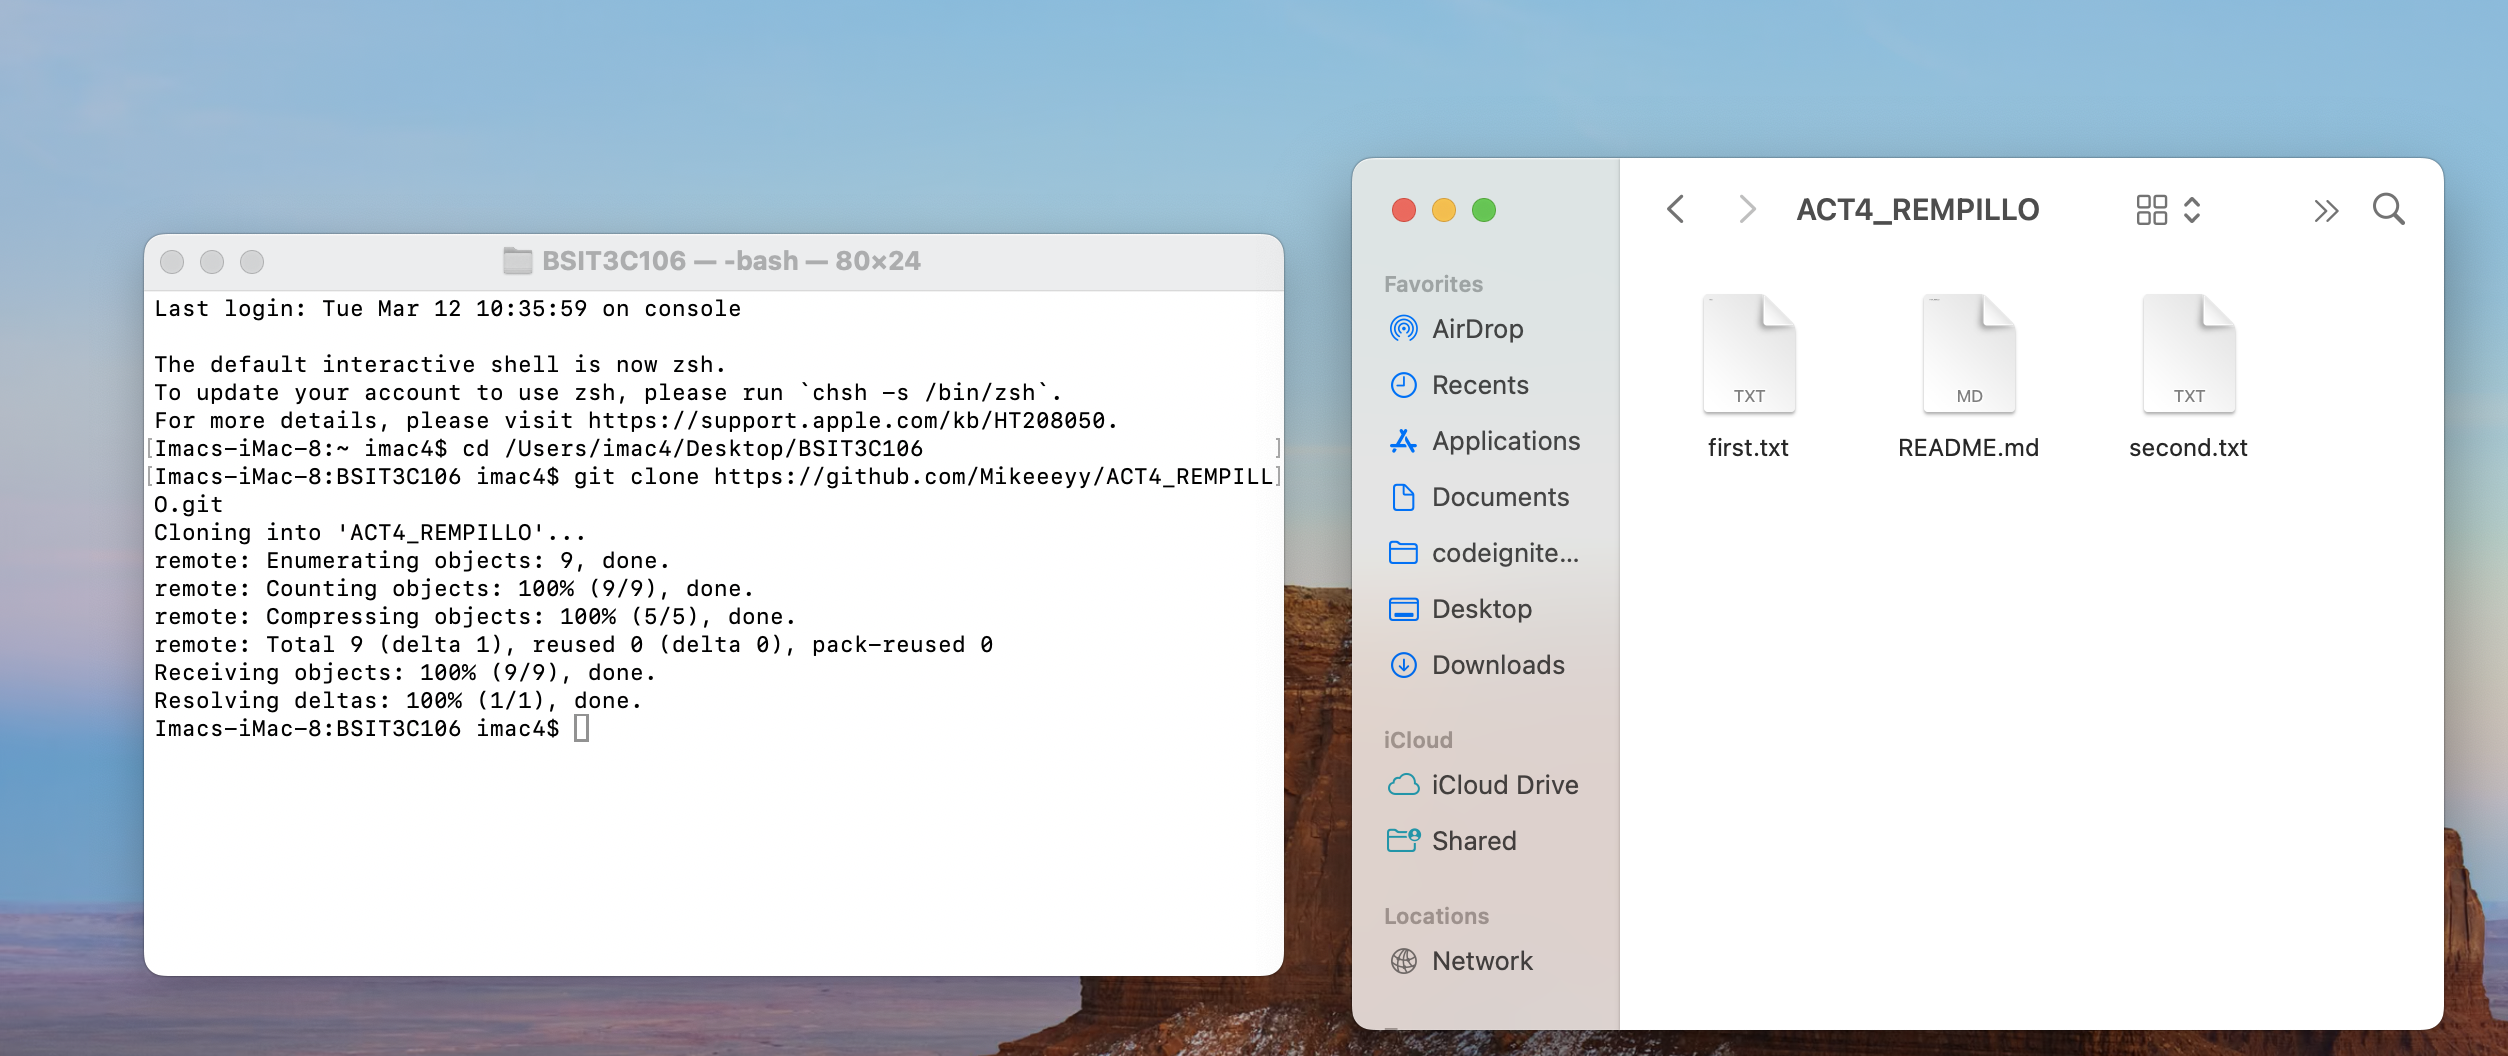 BSIT3C106 — -bash — 80×24
Last login: Tue Mar 12 10:35:59 on console
The default interactive shell is now zsh.
To update your account to use zsh, please run `chsh -s /bin/zsh`.
For more details, please visit https://support.apple.com/kb/HT208050.
[Imacs-iMac-8:~ imac4$ cd /Users/imac4/Desktop/BSIT3C106 ]
[Imacs-iMac-8:BSIT3C106 imac4$ git clone https://github.com/Mikeeeyy/ACT4_REMPILL]
O.git
Cloning into 'ACT4_REMPILLO'...
remote: Enumerating objects: 9, done.
remote: Counting objects: 100% (9/9), done.
remote: Compressing objects: 100% (5/5), done.
remote: Total 9 (delta 1), reused 0 (delta 0), pack-reused 0
Receiving objects: 100% (9/9), done.
Resolving deltas: 100% (1/1), done.
Imacs-iMac-8:BSIT3C106 imac4$
Favorites
AirDrop
Recents
Applications
Documents
codeignite...
Desktop
Downloads
iCloud
iCloud Drive
Shared
Locations
Network
ACT4_REMPILLO
TXT
MD
TXT
first.txt
README.md
second.txt